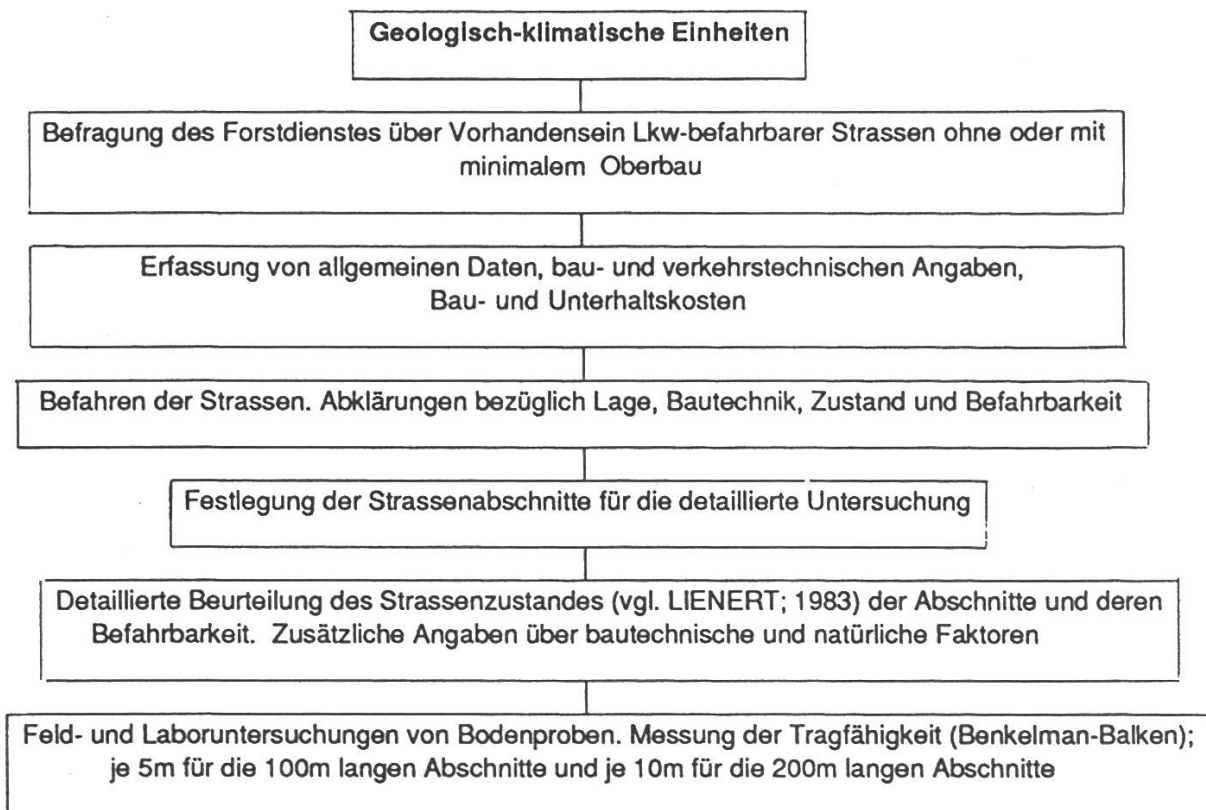 Geologisch-klimatische Einheiten
Befragung des Forstdienstes über Vorhandensein Lkw-befahrbarer Strassen ohne oder mit
minimalem Oberbau
Erfassung von allgemeinen Daten, bau- und verkehrstechnischen Angaben,
Bau- und Unterhaltskosten
Befahren der Strassen. Abklärungen bezüglich Lage, Bautechnik, Zustand und Befahrbarkeit
Festlegung der Strassenabschnitte für die detaillierte Untersuchung
Detaillierte Beurteilung des Strassenzustandes (vgl. LIENERT; 1983) der Abschnitte und deren
Befahrbarkeit. Zusätzliche Angaben über bautechnische und natürliche Faktoren
Feld- und Laboruntersuchungen von Bodenproben. Messung der Tragfähigkeit (Benkelman-Balken);
je 5m für die 100m langen Abschnitte und je 10m für die 200m langen Abschnitte